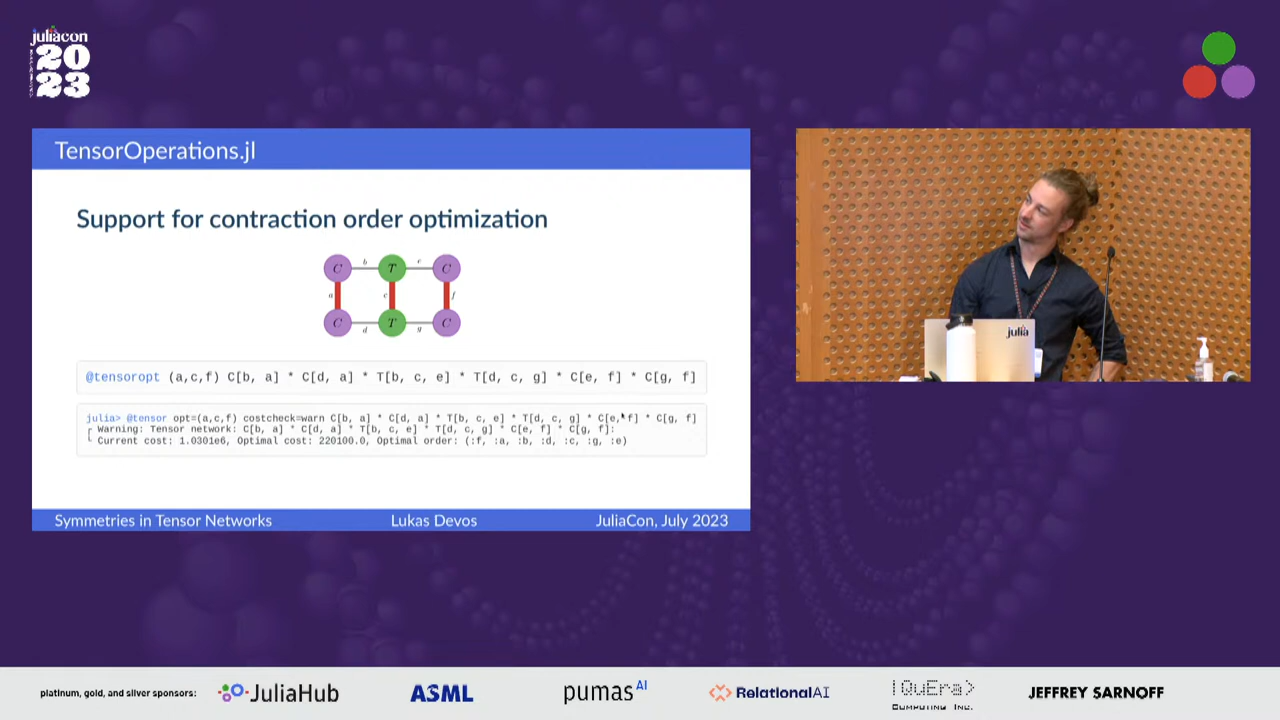 juliacon
20
23
TensorOperations.jl
Support for contraction order optimization
C b T e C
a c f
C d T g C
@tensoropt (a,c,f) C[b, a] * C[d, a] * T[b, c, e] * T[d, c, g] * C[e, f] * C[g, f]
julia> @tensor opt=(a,c,f) costcheck=warn C[b, a] * C[d, a] * T[b, c, e] * T[d, c, g] * C[e, f] * C[g, f]
Warning: Tensor network: C[b, a] * C[d, a] * T[b, c, e] * T[d, c, g] * C[e, f] * C[g, f]:
Current cost: 1.0301e6, Optimal cost: 220100.0, Optimal order: (:f, :a, :b, :d, :c, :g, :e)
Symmetries in Tensor Networks Lukas Devos JuliaCon, July 2023
julia
platinum, gold, and silver sponsors: JuliaHub ASML pumas AI RelationalAI |QuEra> COMPUTING INC. JEFFREY SARNOFF